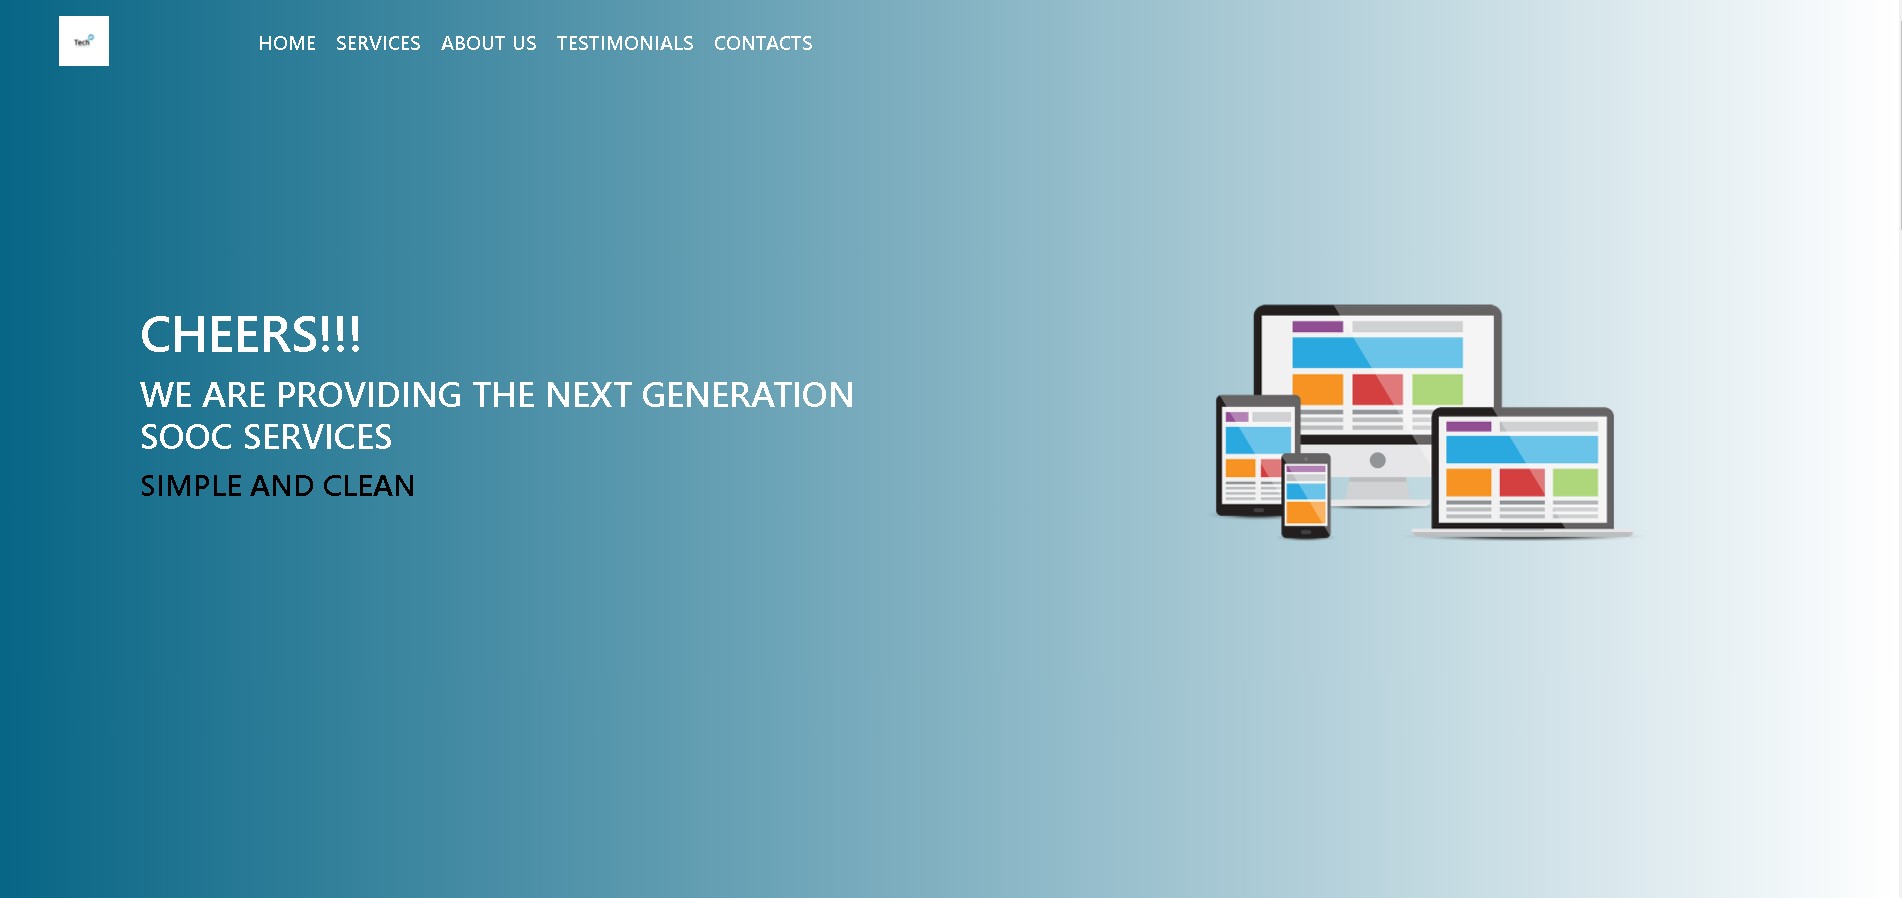 Tech
HOME SERVICES ABOUT US TESTIMONIALS CONTACTS
CHEERS!!!
WE ARE PROVIDING THE NEXT GENERATION
SOOC SERVICES
SIMPLE AND CLEAN